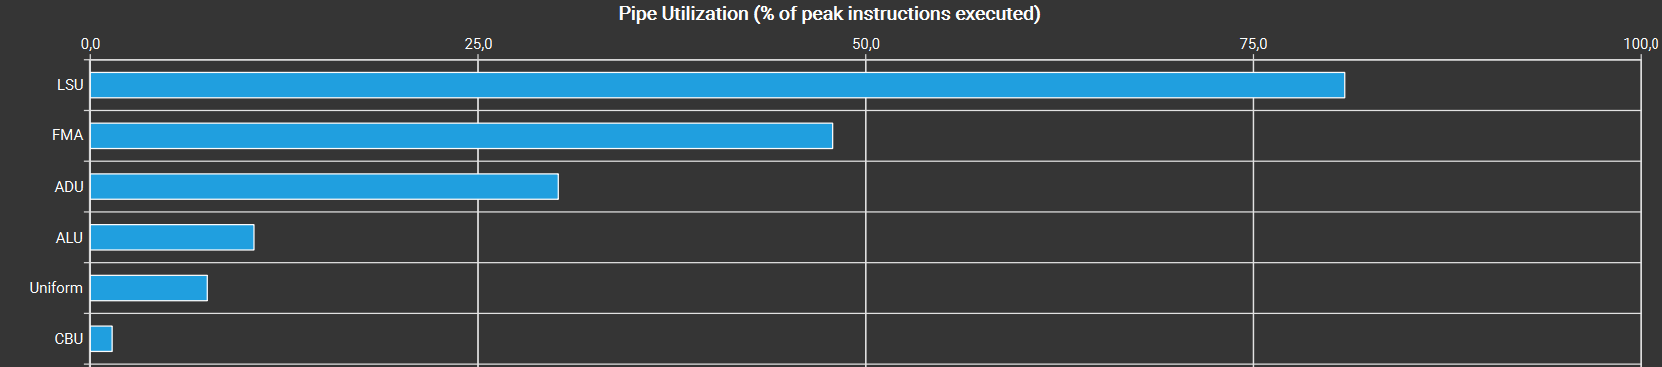 Pipe Utilization (% of peak instructions executed)
0,0 25,0 50,0 75,0 100,0
LSU
FMA
ADU
ALU
Uniform
CBU